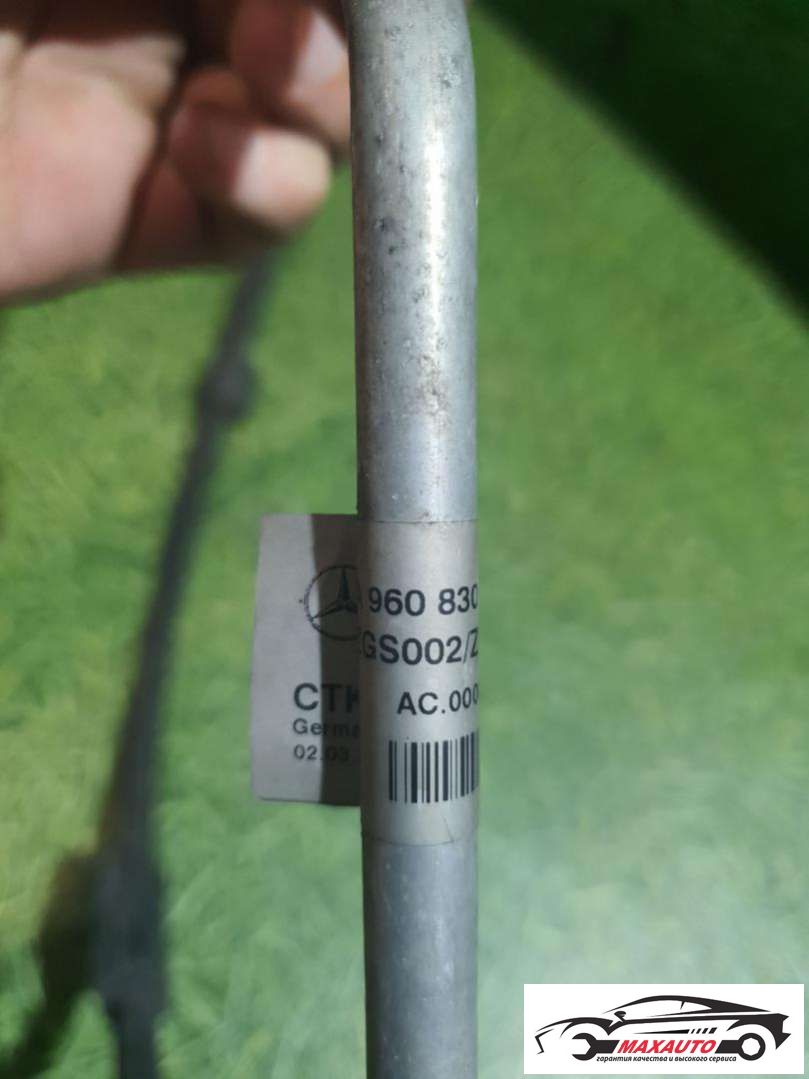 960 830
GS002/Z
CTK AC.000
Germa
02.03
MAXAUTO
гарантия качества и высокого сервиса